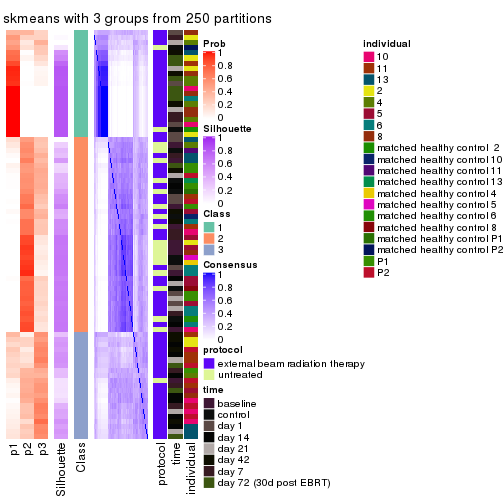 skmeans with 3 groups from 250 partitions
Prob
1
0.8
0.6
0.4
0.2
0
Silhouette
1
0.8
0.6
0.4
0.2
0
Class
1
2
3
Consensus
1
0.8
0.6
0.4
0.2
0
protocol
external beam radiation therapy
untreated
time
baseline
control
day 1
day 14
day 21
day 42
day 7
day 72 (30d post EBRT)
individual
10
11
13
2
4
5
6
8
matched healthy control 2
matched healthy control 10
matched healthy control 11
matched healthy control 13
matched healthy control 4
matched healthy control 5
matched healthy control 6
matched healthy control 8
matched healthy control P1
matched healthy control P2
P1
P2
p1
p2
p3
Silhouette
Class
protocol
time
individual